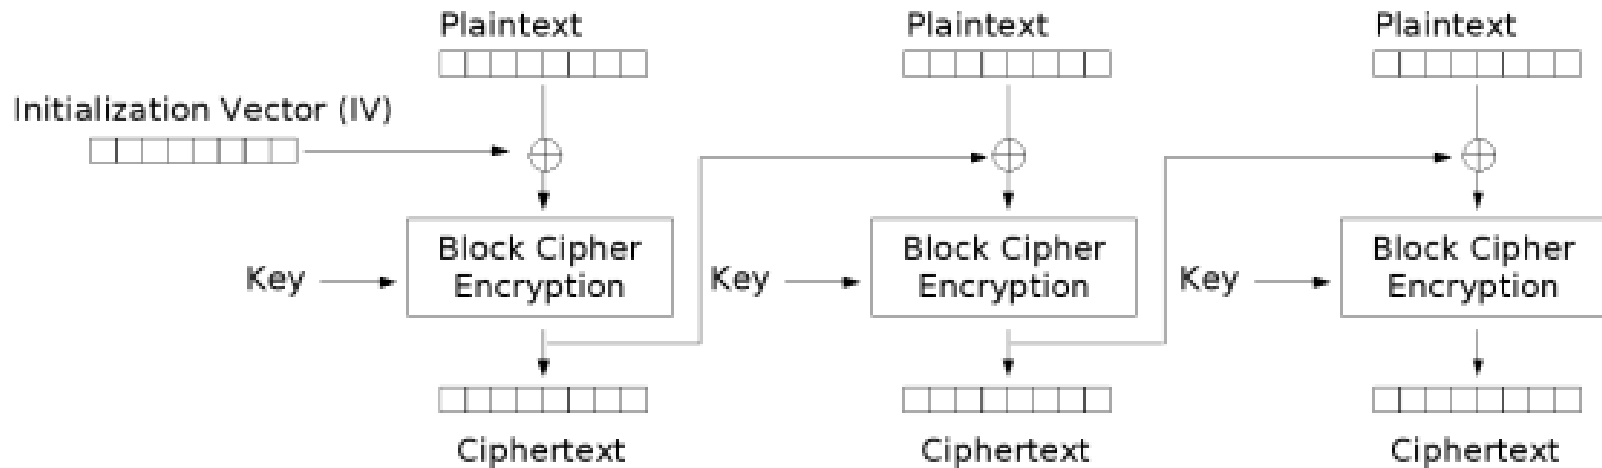 Plaintext
Plaintext
Plaintext
Initialization Vector (IV)
Key
Block Cipher
Encryption
Key
Block Cipher
Encryption
Key
Block Cipher
Encryption
Ciphertext
Ciphertext
Ciphertext